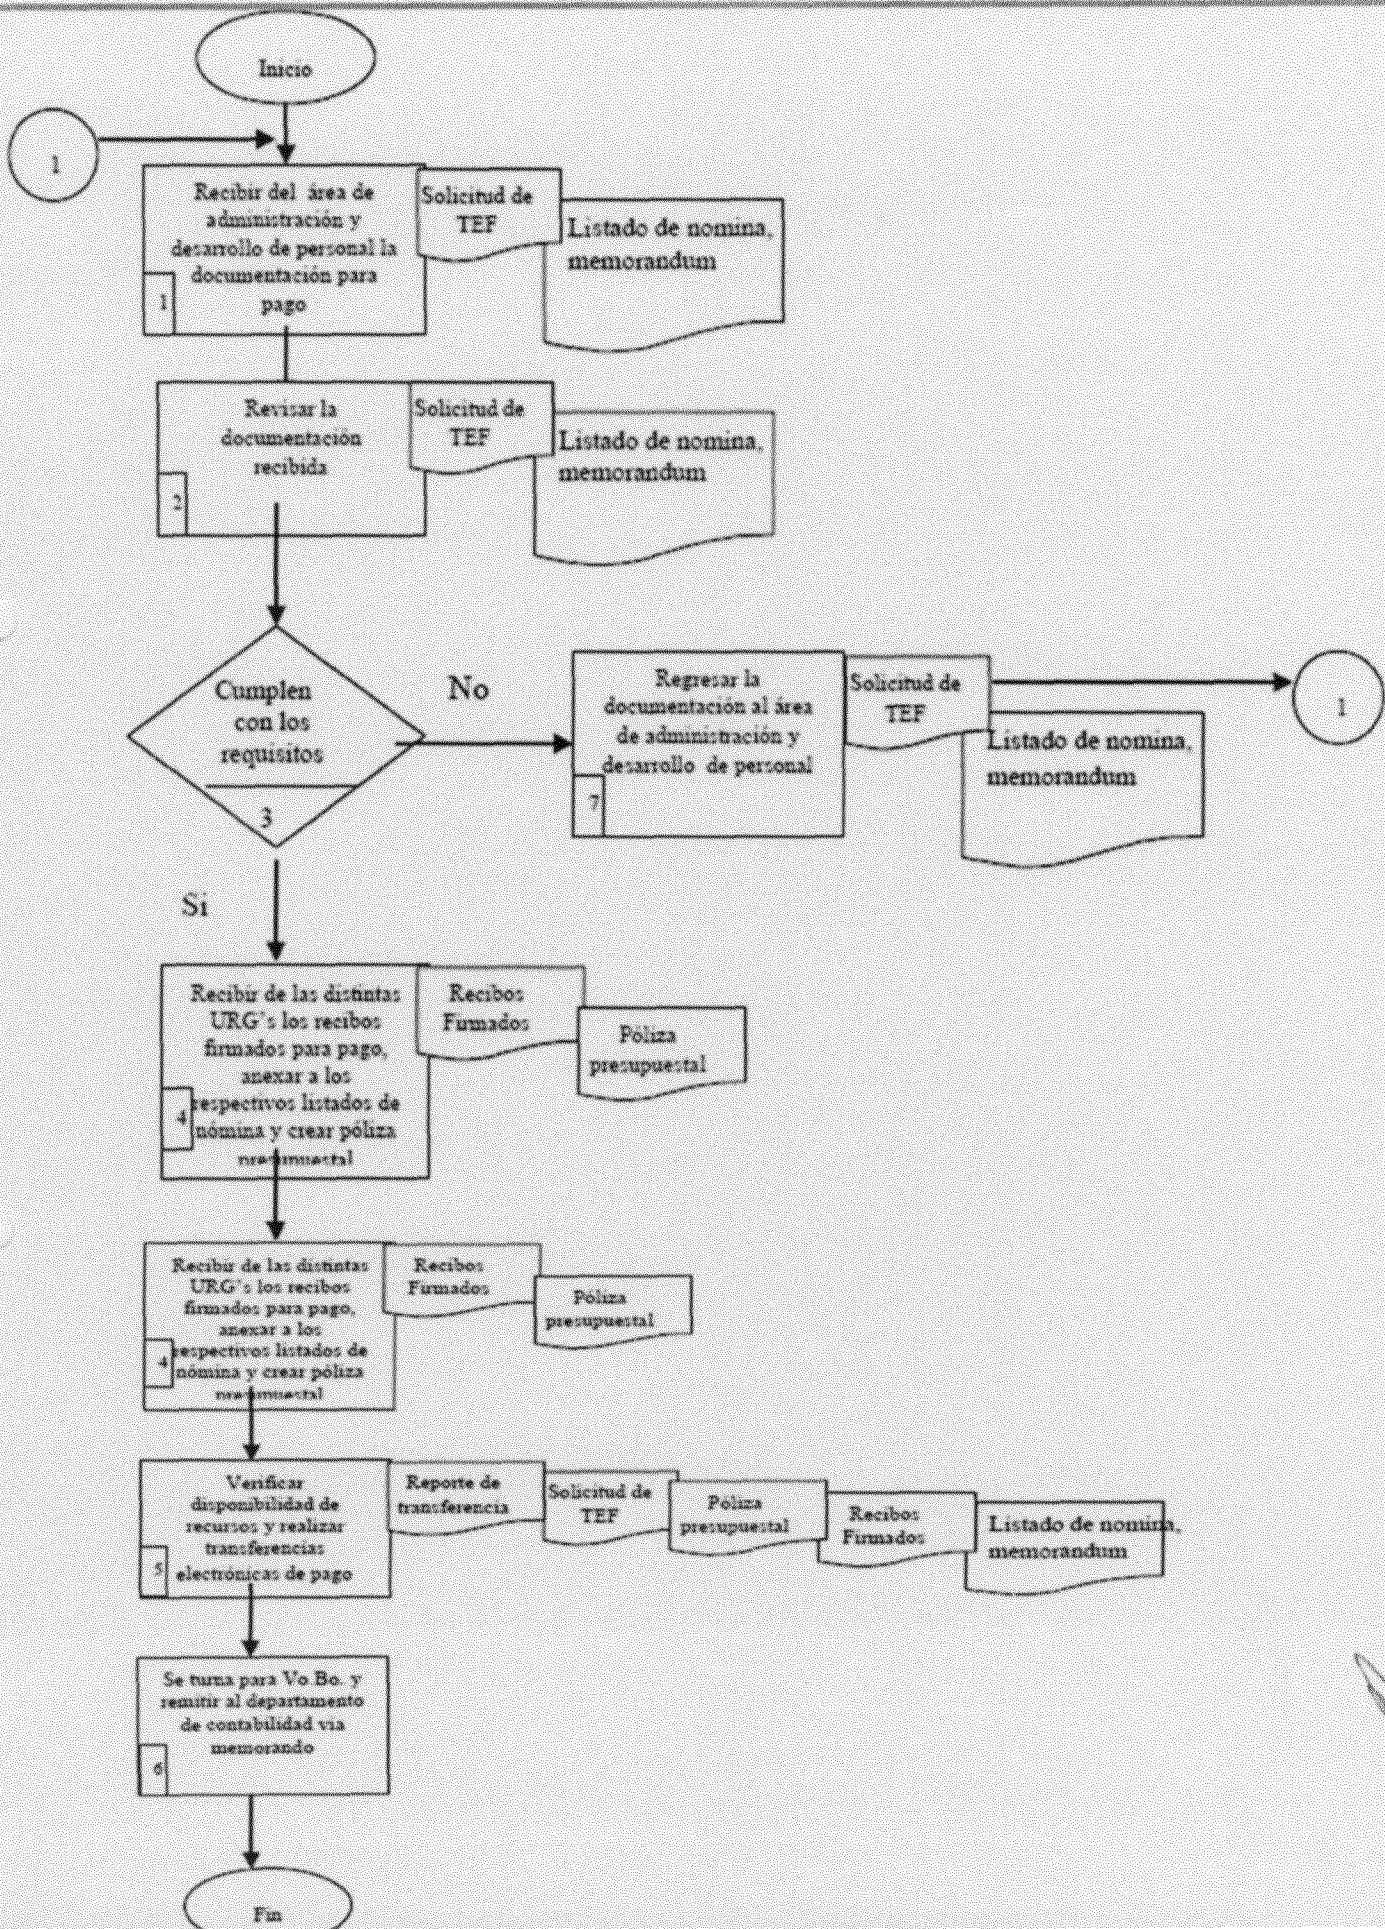 Inicio
1
Recibir del área de
administración y
desarrollo de personal la
documentación para
pago
1
Solicitud de
TEF
Listado de nomina,
memorandum
Revisar la
documentación
recibida
2
Solicitud de
TEF
Listado de nomina,
memorandum
Cumplen
con los
requisitos
3
No
Regresar la
documentación al área
de administración y
desarrollo de personal
7
Solicitud de
TEF
Listado de nomina,
memorandum
1
Si
Recibir de las distintas
URG's los recibos
firmados para pago,
anexar a los
respectivos listados de
nómina y crear póliza
presupuestal
4
Recibos
Firmados
Póliza
presupuestal
Recibir de las distintas
URG's los recibos
firmados para pago,
anexar a los
respectivos listados de
nómina y crear póliza
presupuestal
4
Recibos
Firmados
Póliza
presupuestal
Verificar
disponibilidad de
recursos y realizar
transferencias
electrónicas de pago
5
Reporte de
transferencia
Solicitud de
TEF
Póliza
presupuestal
Recibos
Firmados
Listado de nomina,
memorandum
Se turna para Vo.Bo. y
remitir al departamento
de contabilidad via
memorando
6
Fin